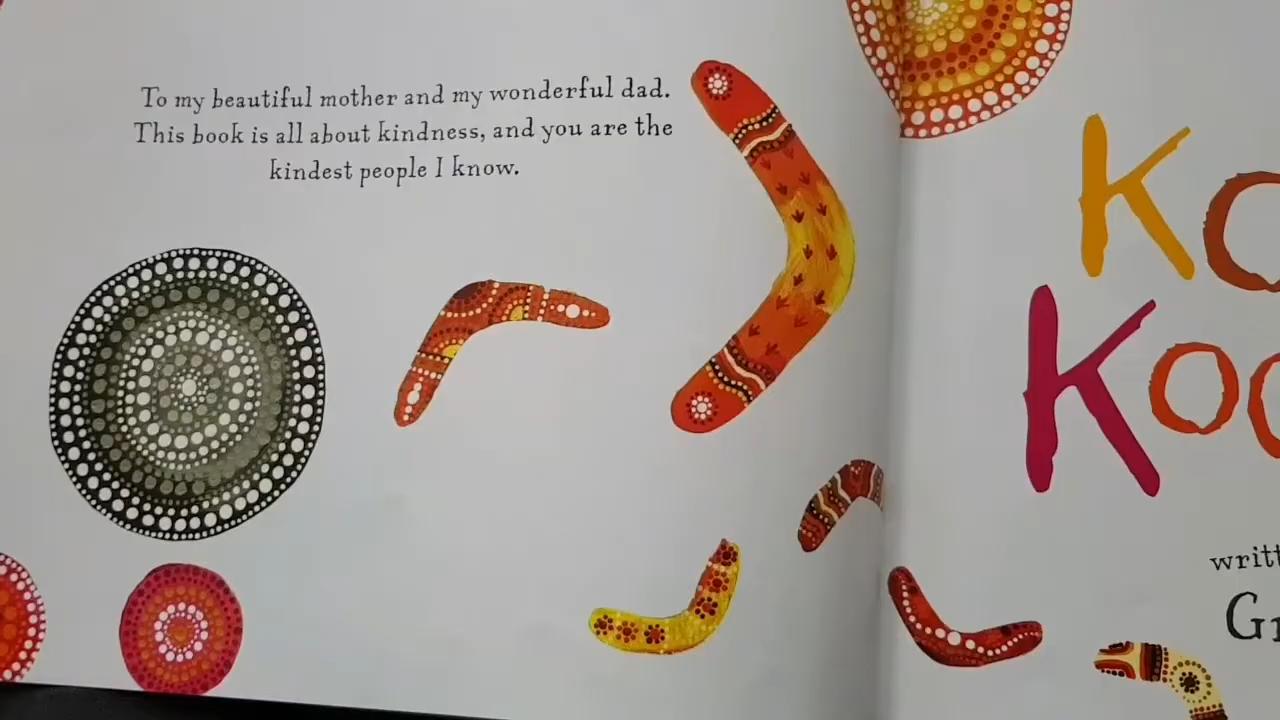 To my beautiful mother and my wonderful dad.
This book is all about kindness, and you are the
kindest people I know.